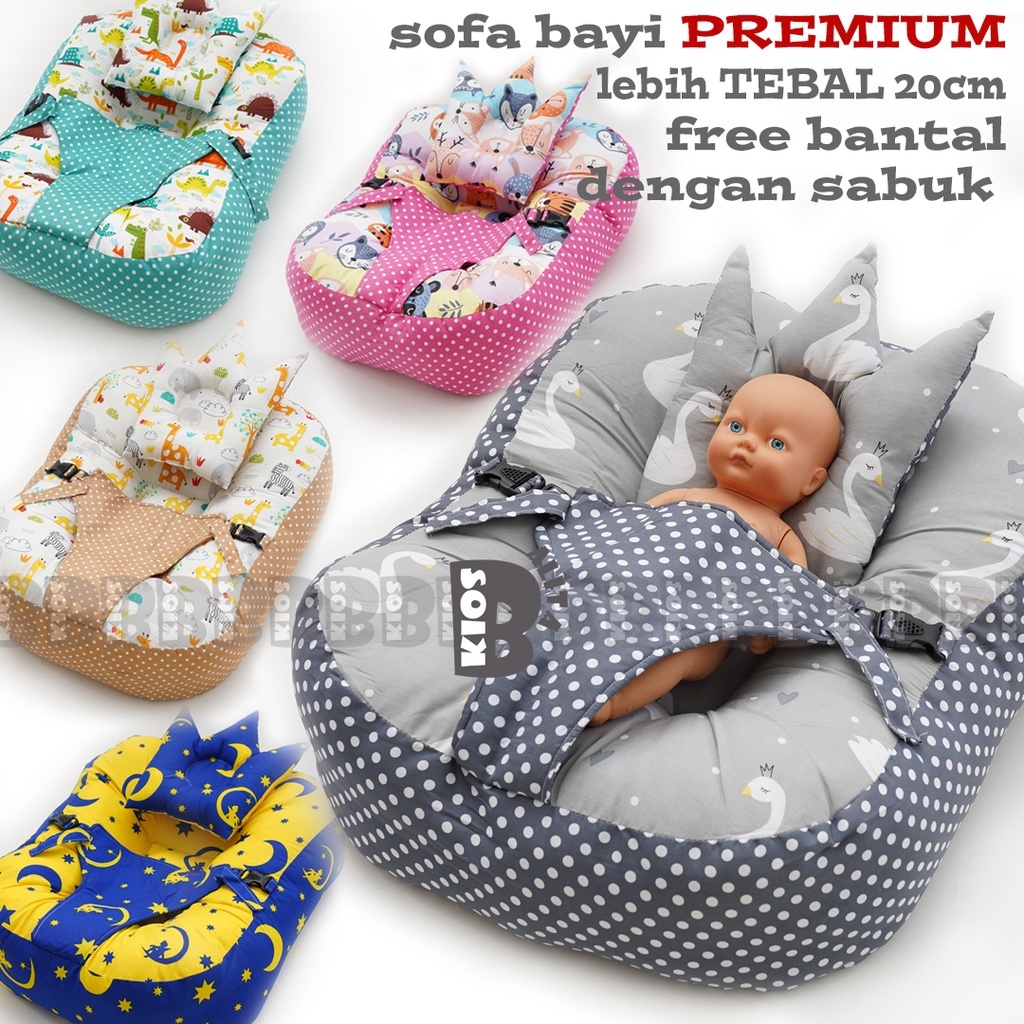 sofa bayi PREMIUM
lebih TEBAL 20cm
free bantal
dengan sabuk
KIOS
B